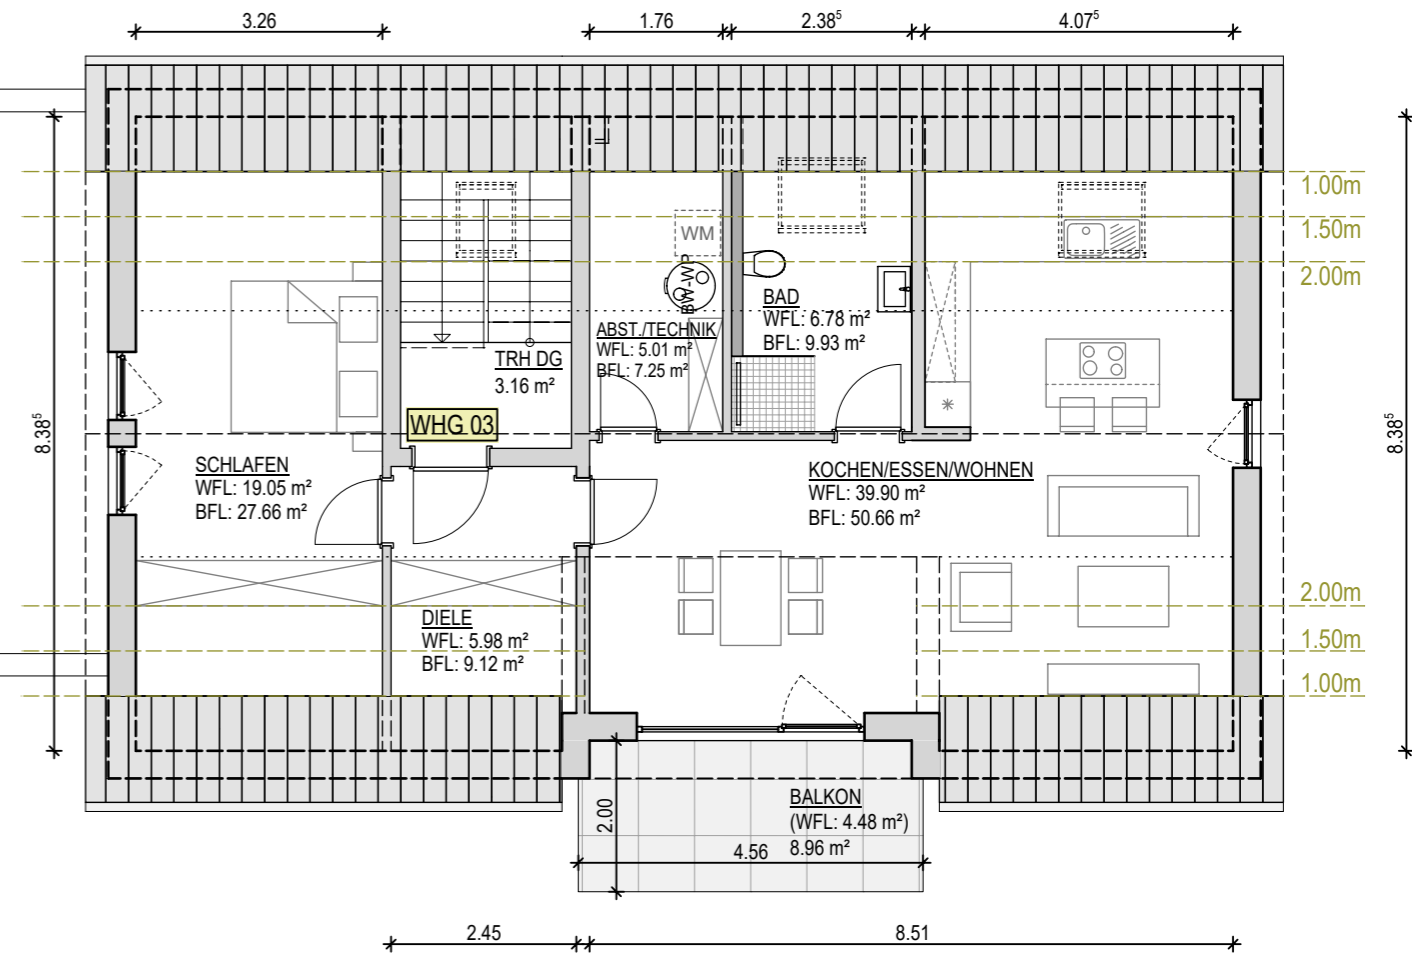 3.26
1.76
2.38⁵
4.07⁵
1.00m
1.50m
2.00m
WM
BW-WP
BAD
WFL: 6.78 m²
BFL: 9.93 m²
ABST./TECHNIK
WFL: 5.01 m²
BFL: 7.25 m²
TRH DG
3.16 m²
WHG 03
8.38⁵
8.38⁵
SCHLAFEN
WFL: 19.05 m²
BFL: 27.66 m²
KOCHEN/ESSEN/WOHNEN
WFL: 39.90 m²
BFL: 50.66 m²
DIELE
WFL: 5.98 m²
BFL: 9.12 m²
2.00m
1.50m
1.00m
2.00
BALKON
(WFL: 4.48 m²)
8.96 m²
4.56
2.45
8.51